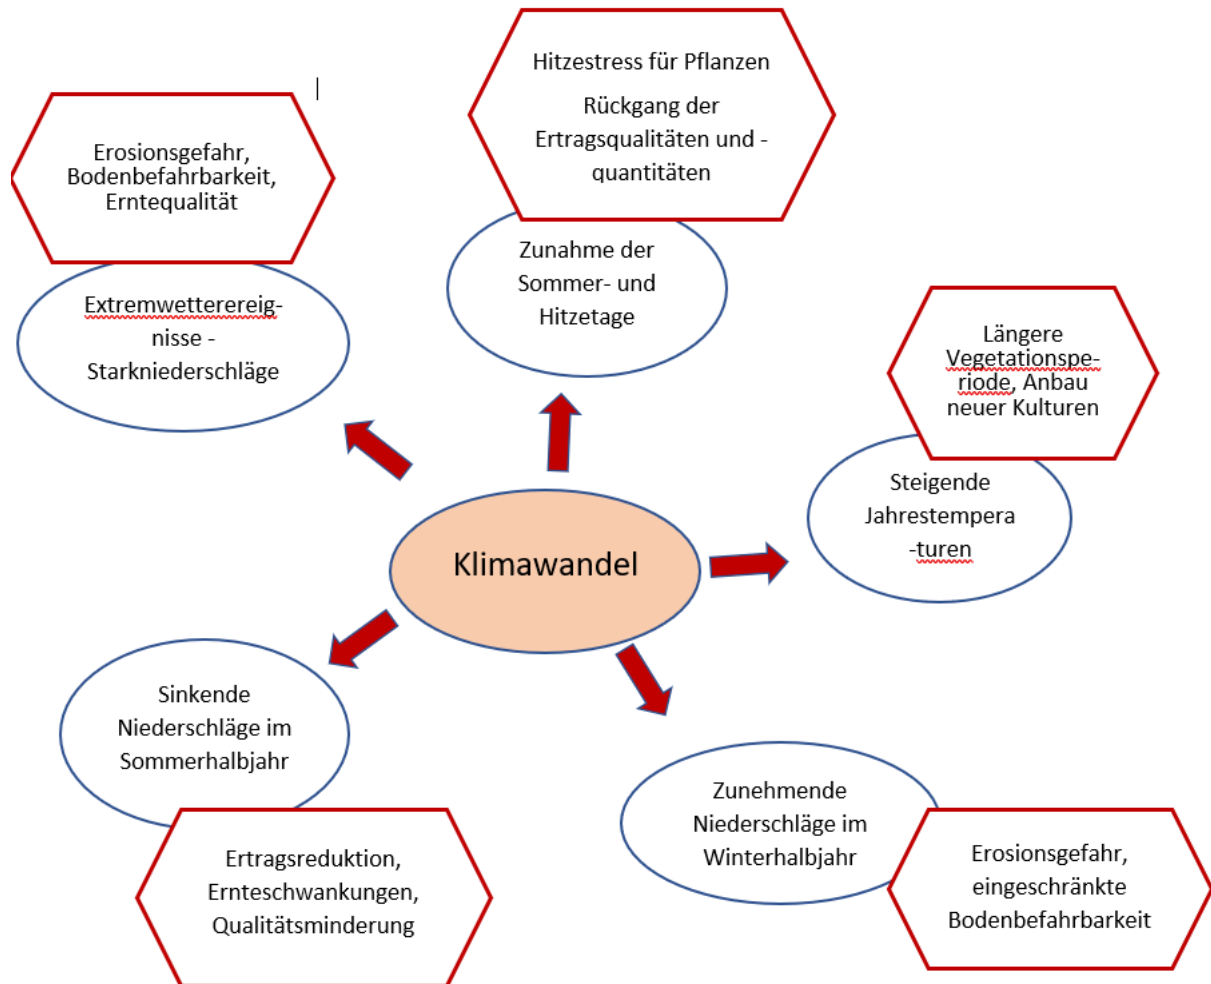 Hitzestress für Pflanzen
Rückgang der
Ertragsqualitäten und -
quantitäten
Zunahme der
Sommer- und
Hitzetage
Erosionsgefahr,
Bodenbefahrbarkeit,
Erntequalität
Extremwetterereig-
nisse -
Starkniederschläge
Längere
Vegetationspe-
riode, Anbau
neuer Kulturen
Steigende
Jahrestempera
-turen
Klimawandel
Sinkende
Niederschläge im
Sommerhalbjahr
Ertragsreduktion,
Ernteschwankungen,
Qualitätsminderung
Zunehmende
Niederschläge im
Winterhalbjahr
Erosionsgefahr,
eingeschränkte
Bodenbefahrbarkeit